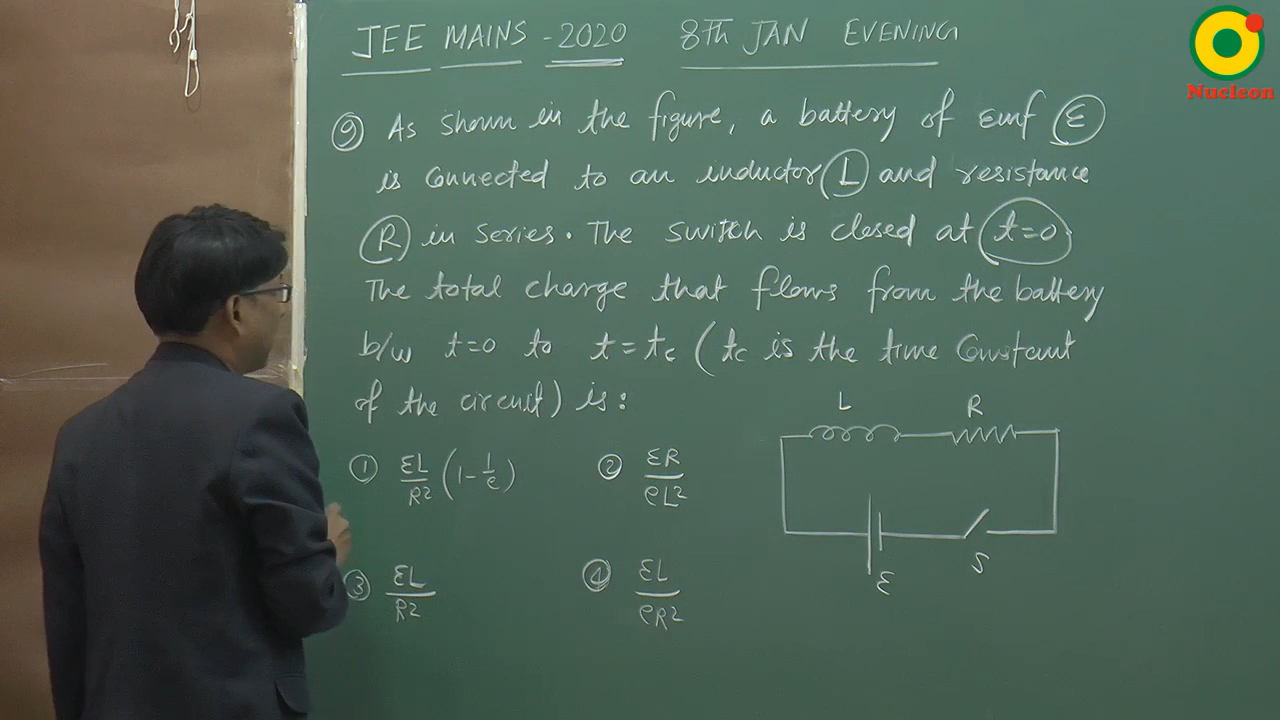 JEE MAINS - 2020 8TH JAN EVENING
Nucleon
⑨ As shown in the figure, a battery of emf ε
is connected to an inductor L and resistance
R in series. The switch is closed at t=0.
The total charge that flows from the battery
b/w t=0 to t=tc (tc is the time constant
of the circuit) is:
① εL/R² (1-1/e) ② εR/eL²
③ εL/R² ④ εL/eR²
L R
ε S